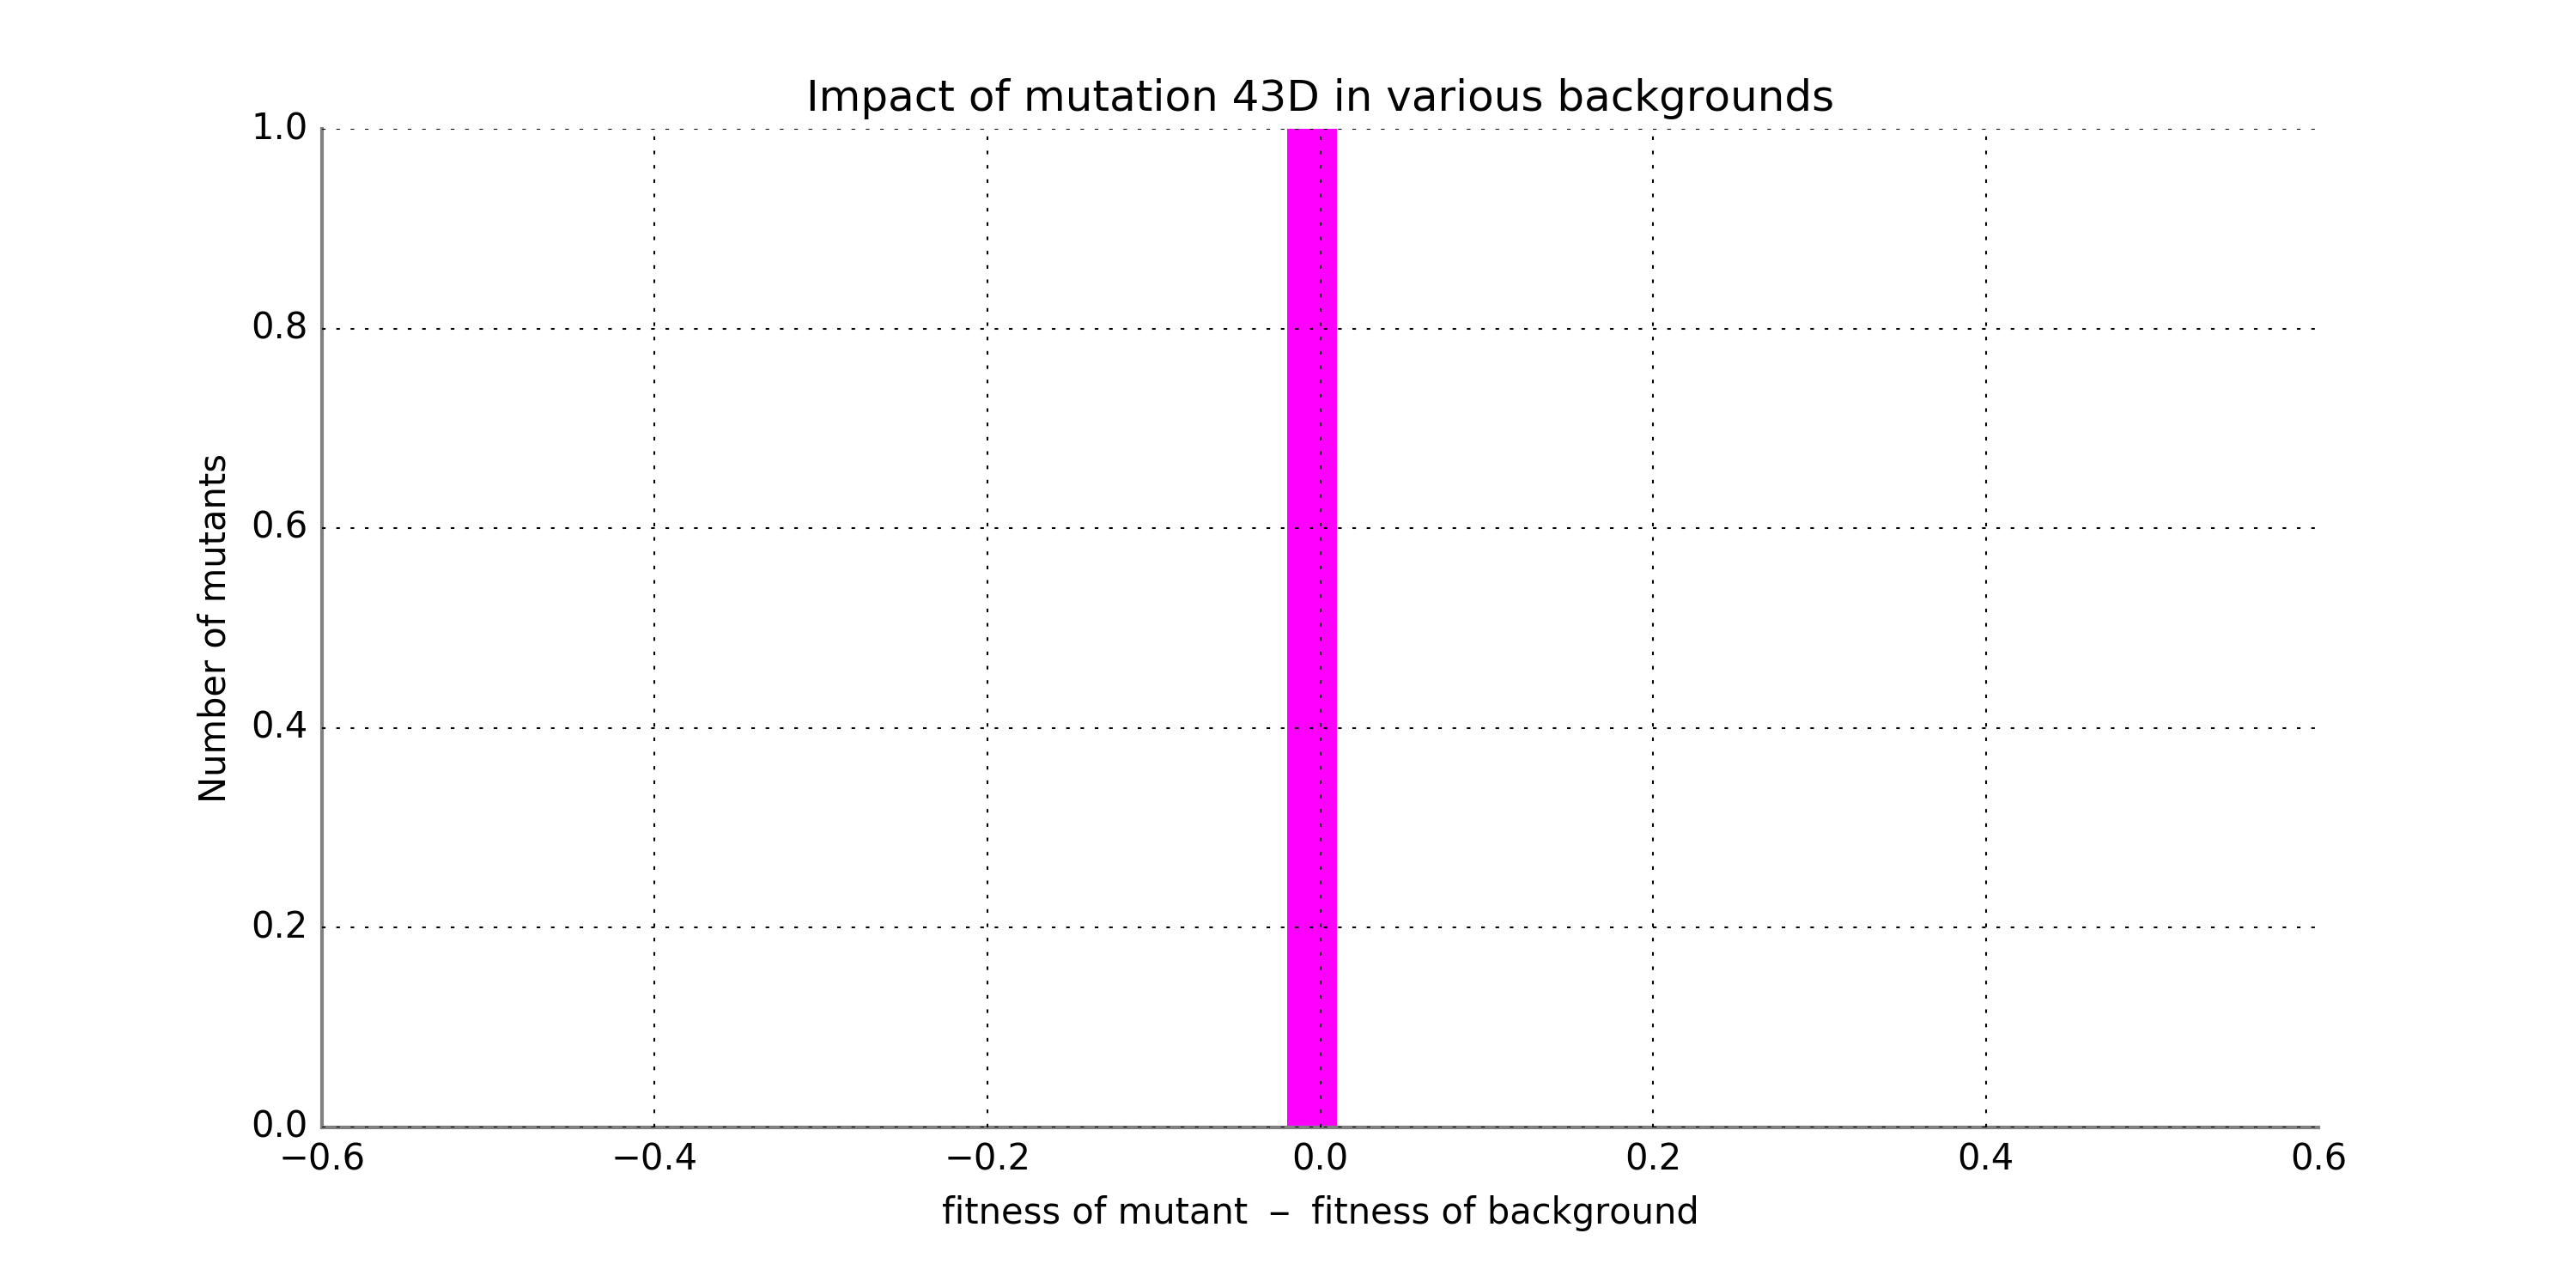 Impact of mutation 43D in various backgrounds
1.0
0.8
0.6
0.4
0.2
0.0
Number of mutants
−0.6 −0.4 −0.2 0.0 0.2 0.4 0.6
fitness of mutant − fitness of background